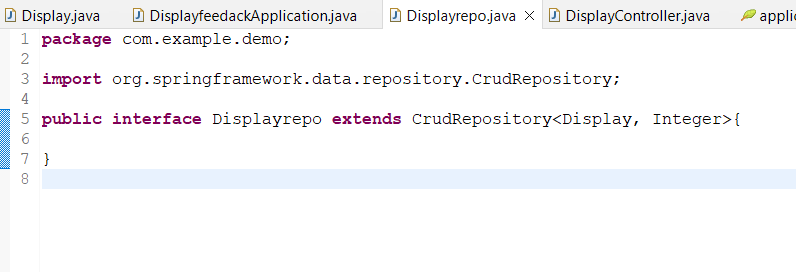 Display.java DisplayfeedackApplication.java Displayrepo.java DisplayController.java applic
1 package com.example.demo;
2
3 import org.springframework.data.repository.CrudRepository;
4
5 public interface Displayrepo extends CrudRepository<Display, Integer>{
6
7 }
8